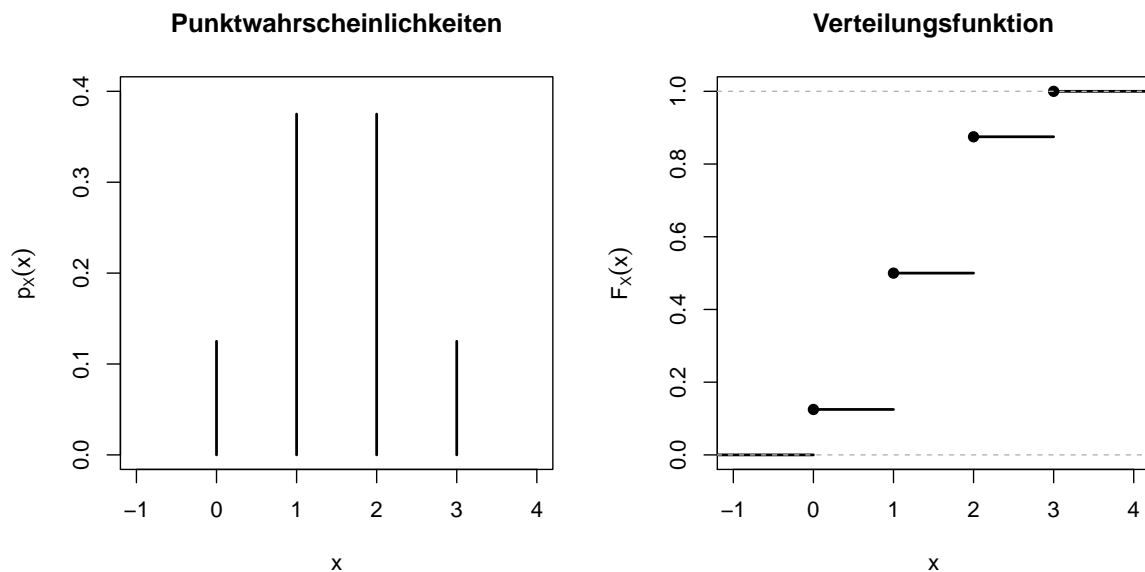 Punktwahrscheinlichkeiten
0.4
0.3
0.2
0.1
0.0
pX(x)
−1 0 1 2 3 4
x
Verteilungsfunktion
1.0
0.8
0.6
0.4
0.2
0.0
FX(x)
−1 0 1 2 3 4
x